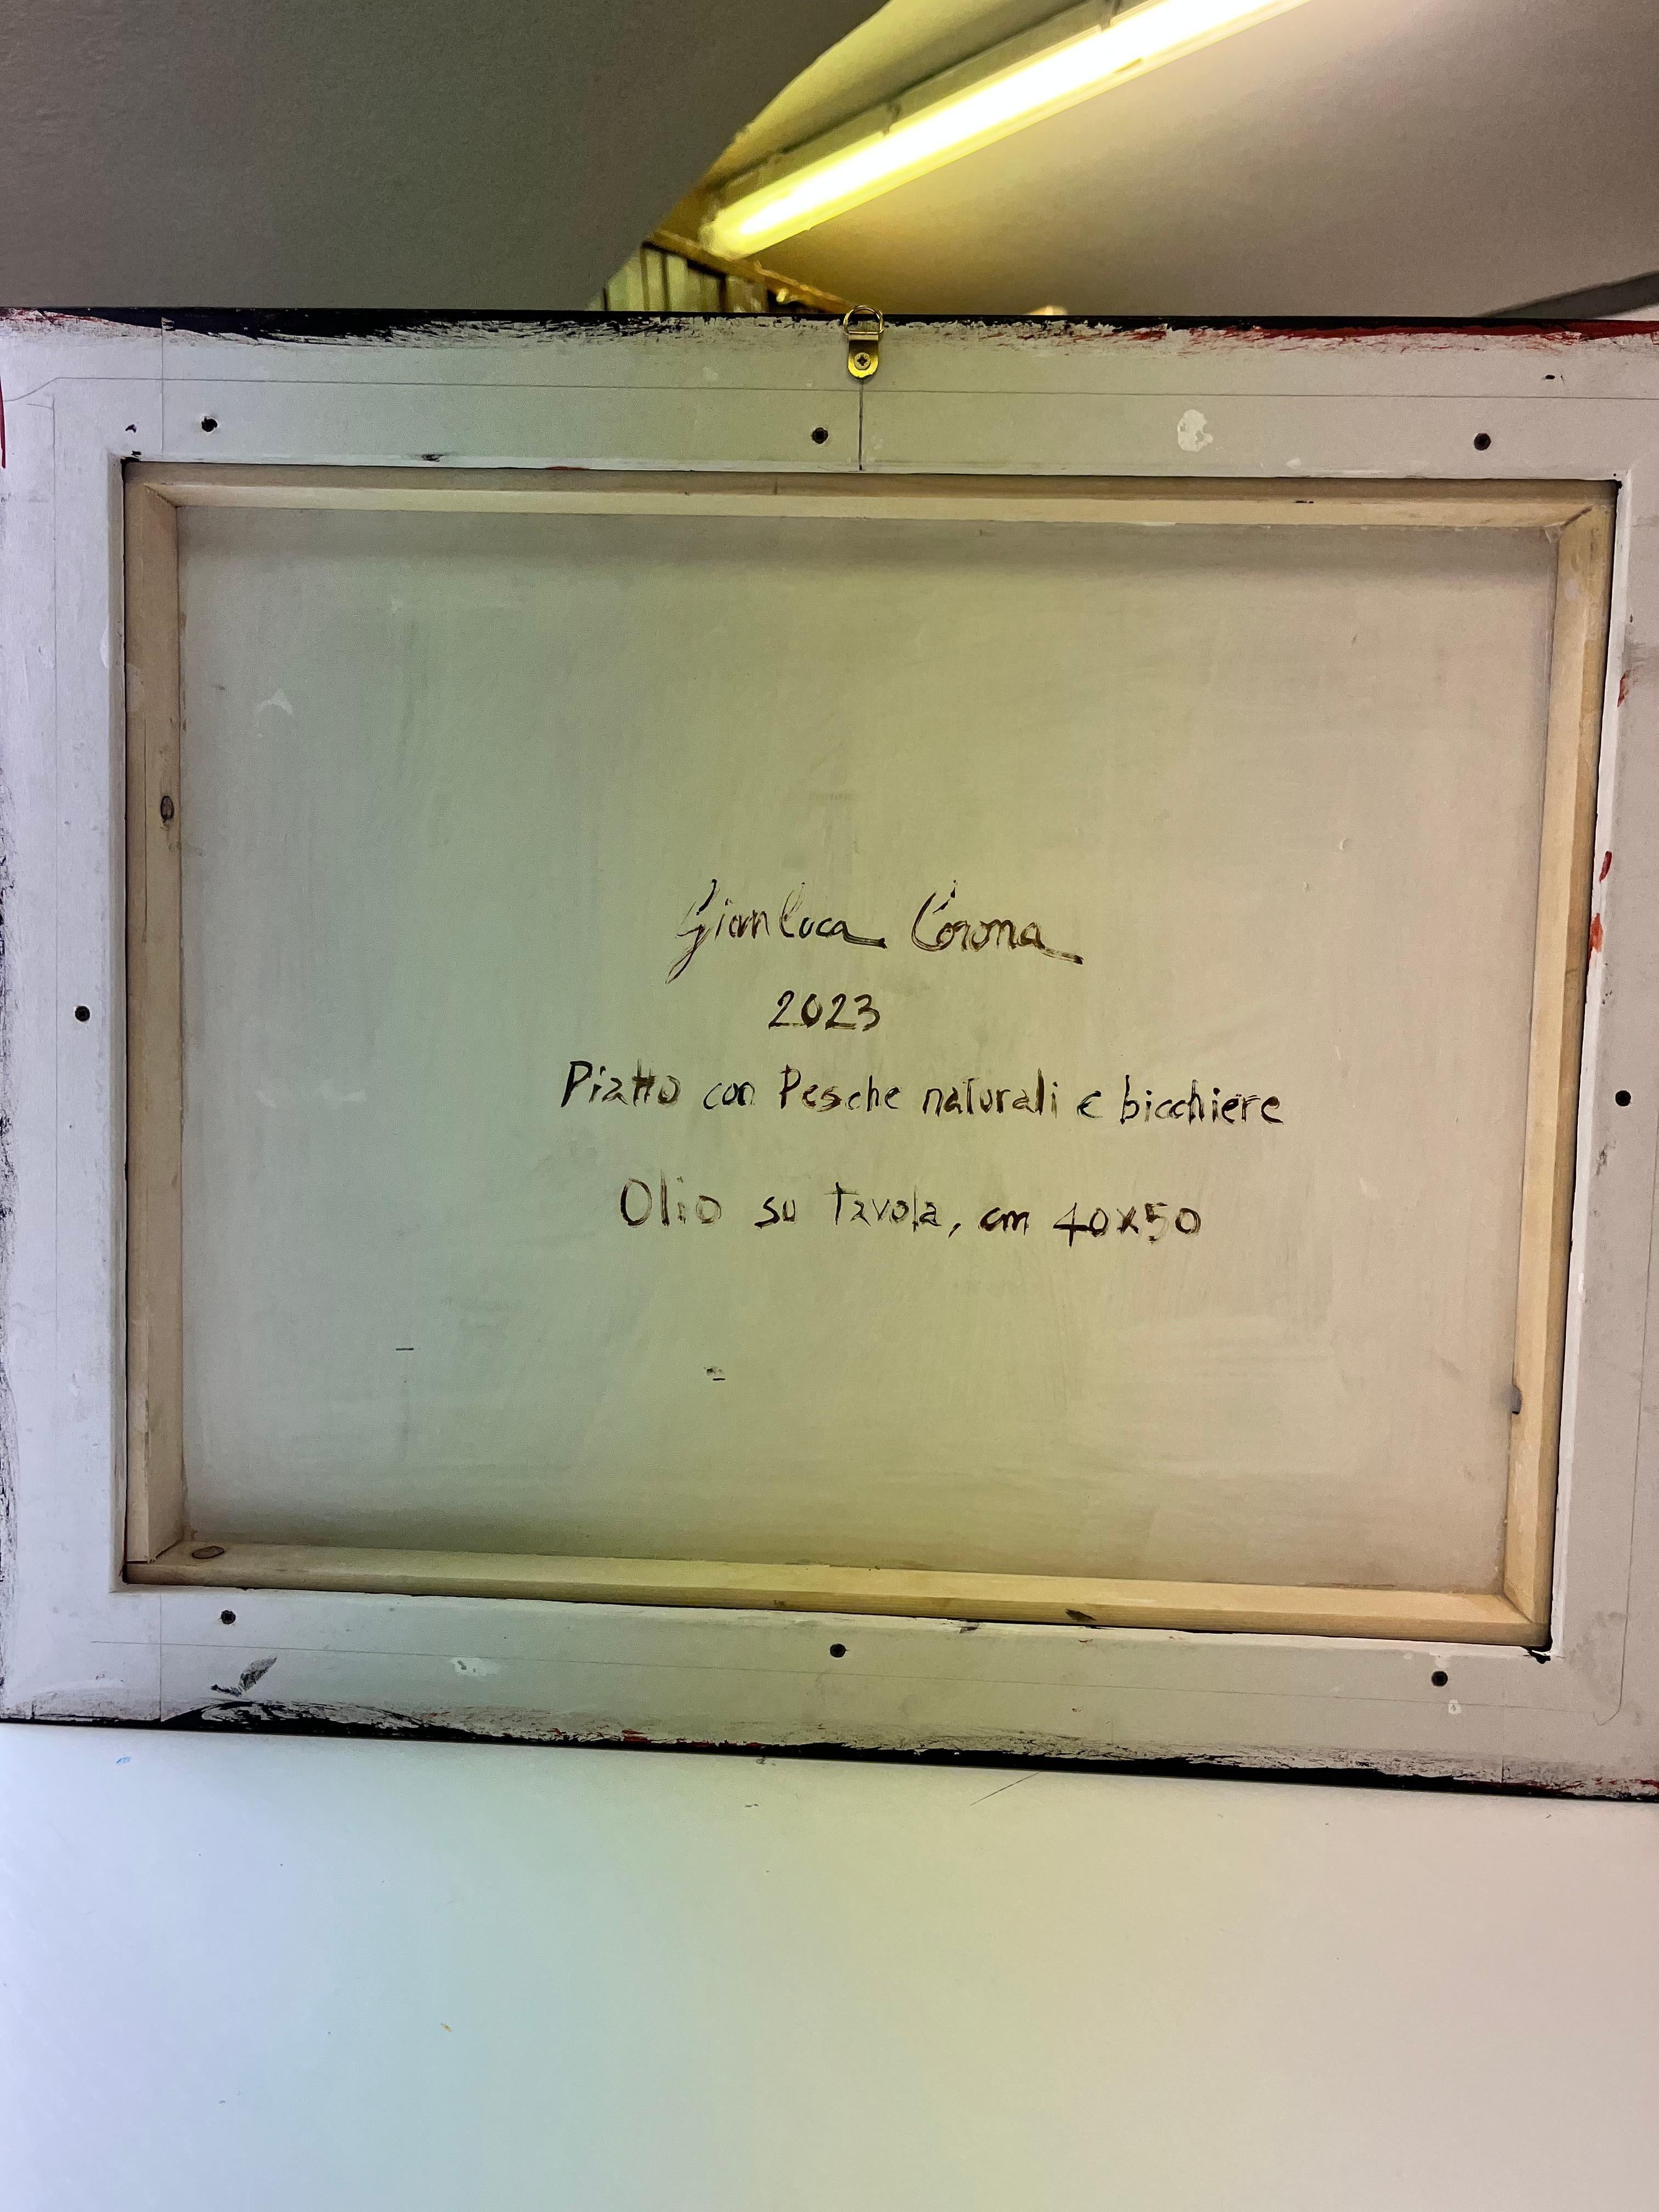 Gianluca Corona
2023
Piatto con Pesche naturali e bicchiere
Olio su tavola, cm 40x50